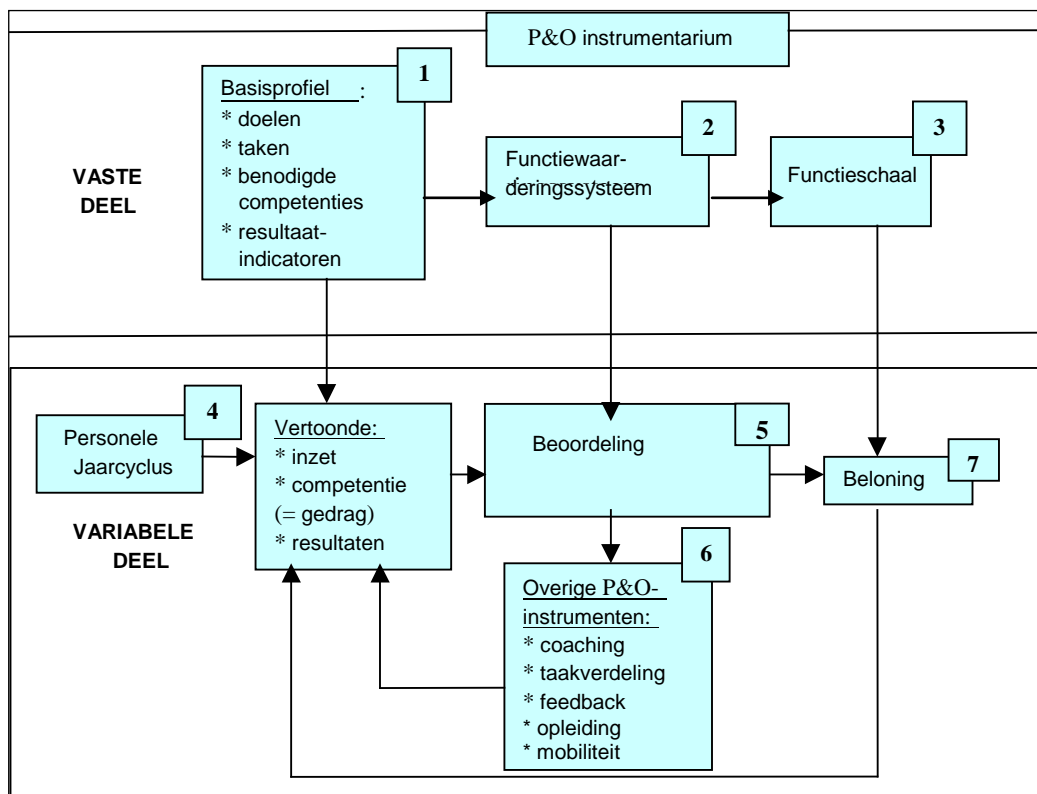 P&O instrumentarium
1
Basisprofiel :
* doelen
* taken
* benodigde
competenties
* resultaat-
indicatoren
VASTE
DEEL
2
Functiewaar-
deringssysteem
3
Functieschaal
4
Personele
Jaarcyclus
VARIABELE
DEEL
Vertoonde:
* inzet
* competentie
(= gedrag)
* resultaten
5
Beoordeling
7
Beloning
6
Overige P&O-
instrumenten:
* coaching
* taakverdeling
* feedback
* opleiding
* mobiliteit